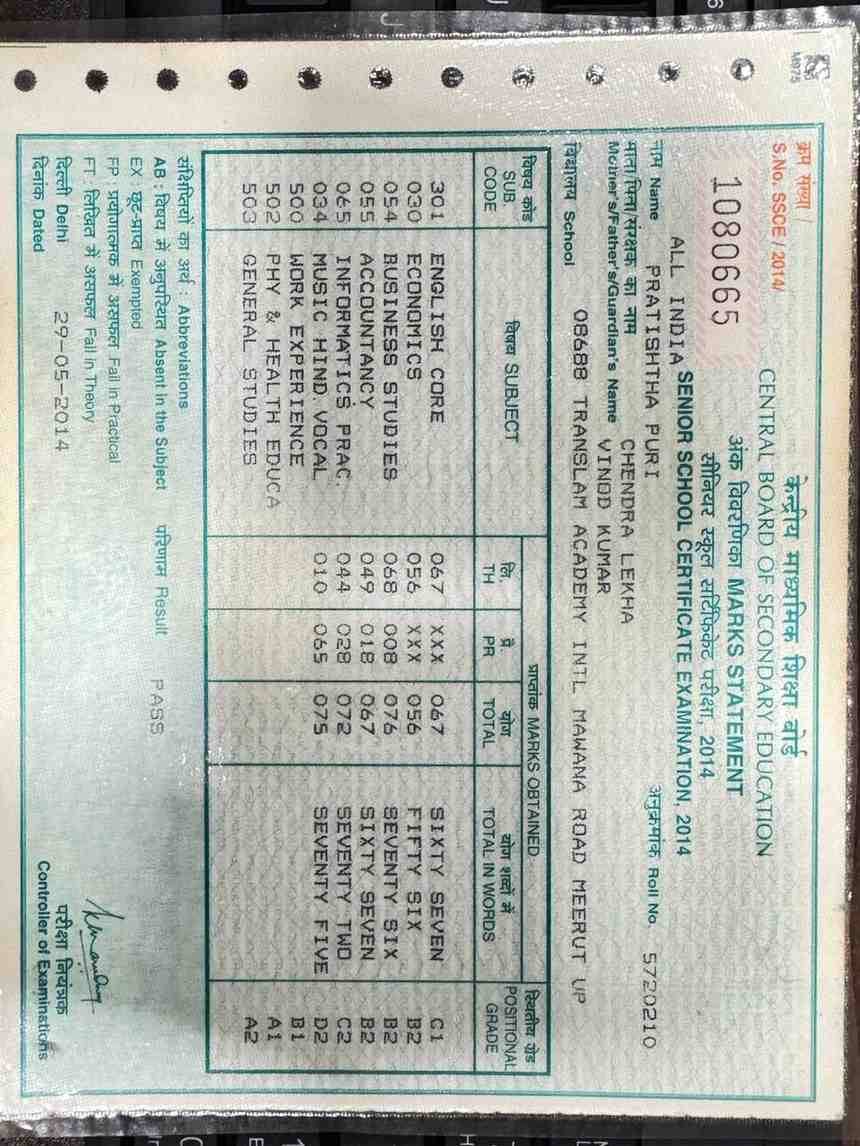 M975
क्रम संख्या /
S.No. SSCE / 2014/
1080665
केन्द्रीय माध्यमिक शिक्षा बोर्ड
CENTRAL BOARD OF SECONDARY EDUCATION
अंक विवरणिका MARKS STATEMENT
सीनियर स्कूल सर्टिफिकेट परीक्षा, 2014
ALL INDIA SENIOR SCHOOL CERTIFICATE EXAMINATION, 2014
नाम Name PRATISHTHA PURI अनुक्रमांक Roll No. 5720210
माता/पिता/संरक्षक का नाम CHENDRA LEKHA
Mother's/Father's/Guardian's Name VINOD KUMAR
विद्यालय School 08688 TRANSLAM ACADEMY INTL MAWANA ROAD MEERUT UP
विषय कोड SUB CODE विषय SUBJECT प्राप्तांक MARKS OBTAINED स्थितीय ग्रेड POSITIONAL GRADE
लि. TH प्रै. PR योग TOTAL योग शब्दों में TOTAL IN WORDS
301 ENGLISH CORE 067 XXX 067 SIXTY SEVEN C1
030 ECONOMICS 056 XXX 056 FIFTY SIX B2
054 BUSINESS STUDIES 068 008 076 SEVENTY SIX B2
055 ACCOUNTANCY 049 018 067 SIXTY SEVEN B2
065 INFORMATICS PRAC. 044 028 072 SEVENTY TWO C2
034 MUSIC HIND. VOCAL 010 065 075 SEVENTY FIVE D2
500 WORK EXPERIENCE B1
502 PHY & HEALTH EDUCA A1
503 GENERAL STUDIES A2
संक्षिप्तियों का अर्थ : Abbreviations
AB : विषय में अनुपस्थित Absent in the Subject परिणाम Result PASS
EX : छूट-प्राप्त Exempted
FP : प्रयोगात्मक में असफल Fail in Practical
FT : लिखित में असफल Fail in Theory
दिल्ली Delhi
दिनांक Dated 29-05-2014
परीक्षा नियंत्रक
Controller of Examinations